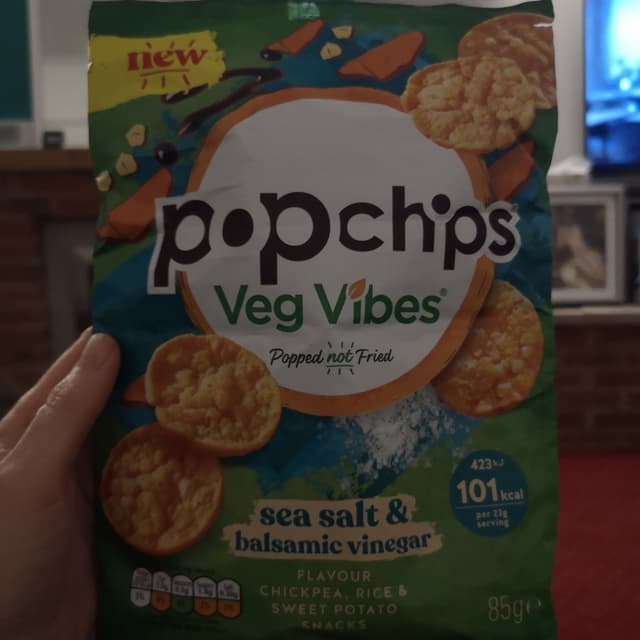 new
popchips
Veg Vibes®
Popped not Fried
423kJ
101kcal
per 23g
serving
sea salt &
balsamic vinegar
FLAVOUR
CHICKPEA, RICE &
SWEET POTATO
SNACKS
85g